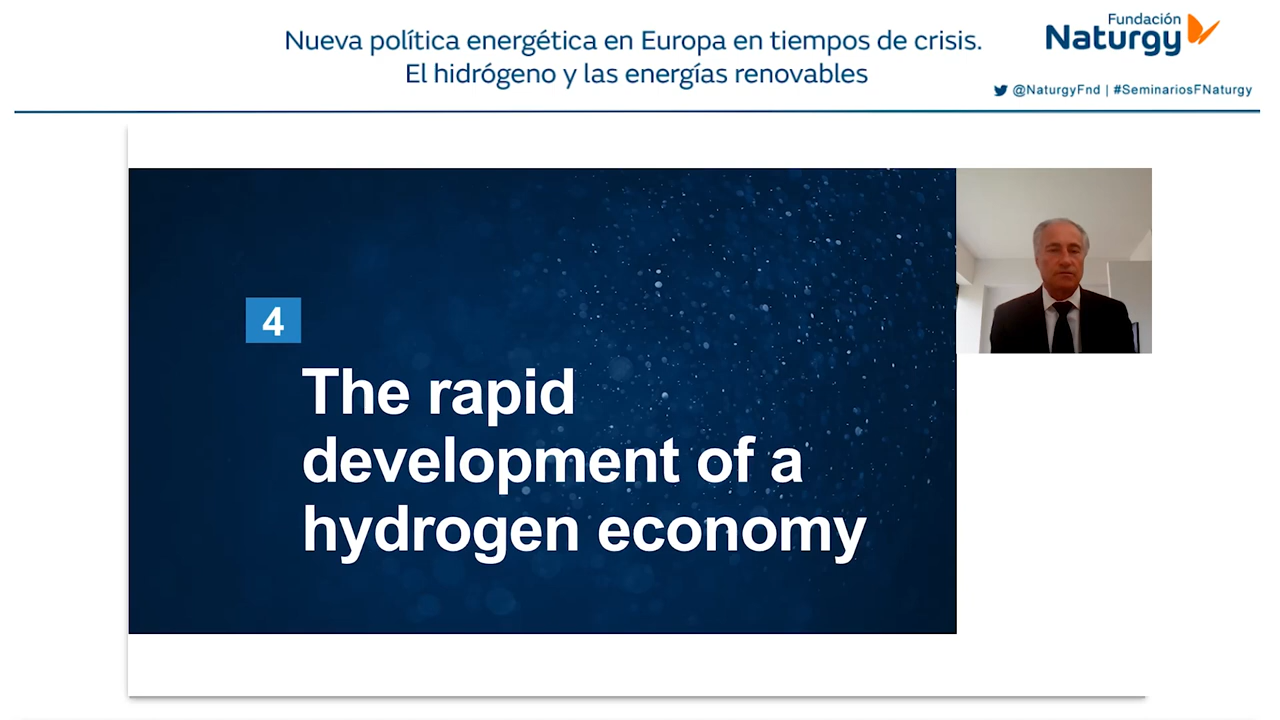 Nueva política energética en Europa en tiempos de crisis.
El hidrógeno y las energías renovables
Fundación
Naturgy
@NaturgyFnd | #SeminariosFNaturgy
4
The rapid
development of a
hydrogen economy